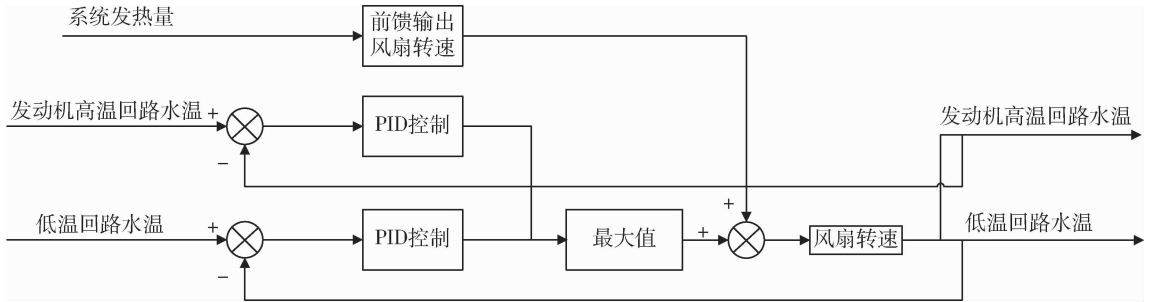 系统发热量
前馈输出
风扇转速
发动机高温回路水温
+
−
PID控制
发动机高温回路水温
低温回路水温
+
−
PID控制
最大值
+
+
风扇转速
低温回路水温